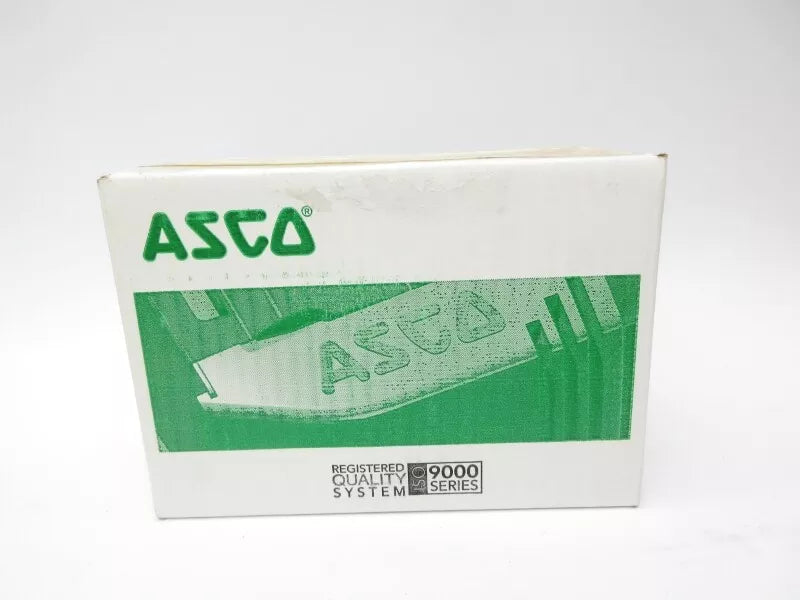 ASCO®
ASCO
REGISTERED
QUALITY
SYSTEM
ISO
9000
SERIES